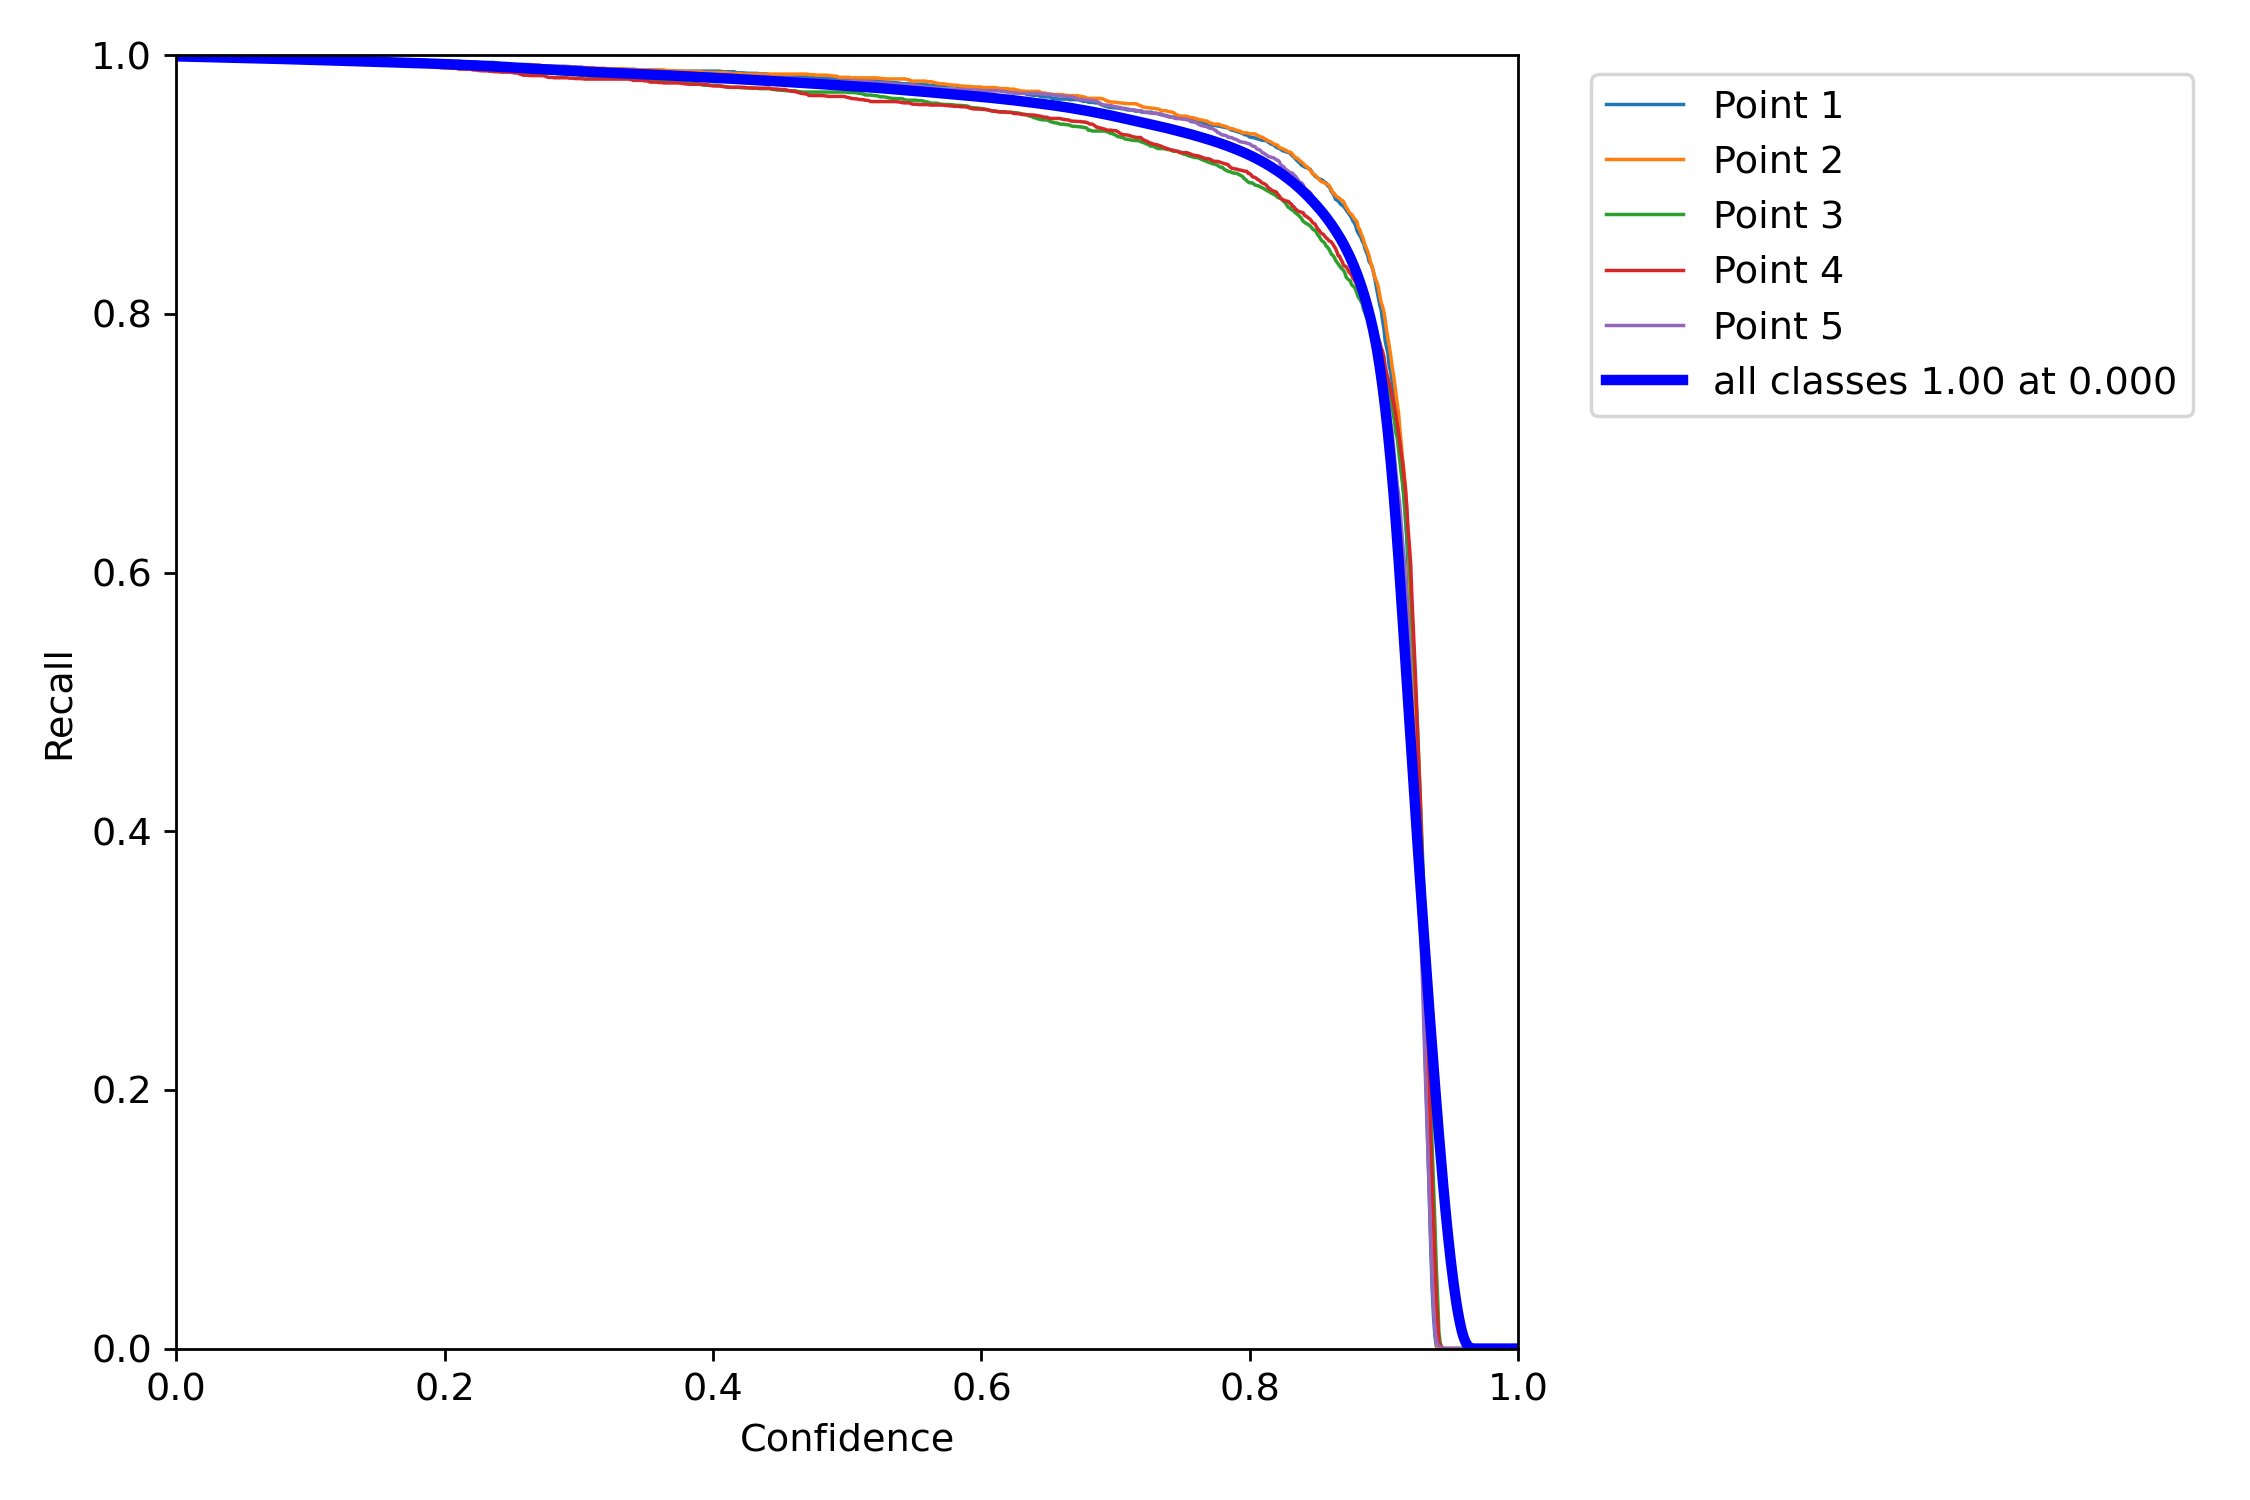 1.0
0.8
0.6
0.4
0.2
0.0
Recall
0.0 0.2 0.4 0.6 0.8 1.0
Confidence
Point 1
Point 2
Point 3
Point 4
Point 5
all classes 1.00 at 0.000